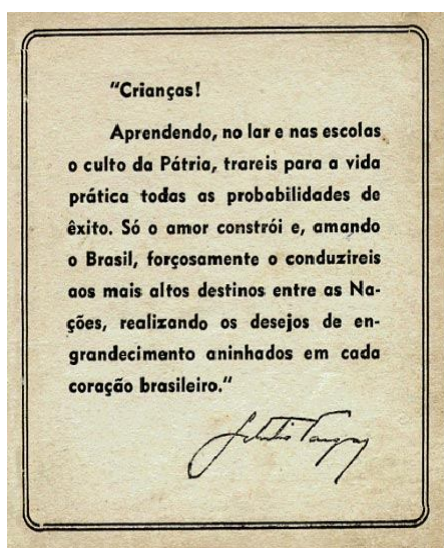 "Crianças!
Aprendendo, no lar e nas escolas
o culto da Pátria, trareis para a vida
prática todas as probabilidades de
êxito. Só o amor constrói e, amando
o Brasil, forçosamente o conduzireis
aos mais altos destinos entre as Na-
ções, realizando os desejos de en-
grandecimento aninhados em cada
coração brasileiro."
Getulio Vargas